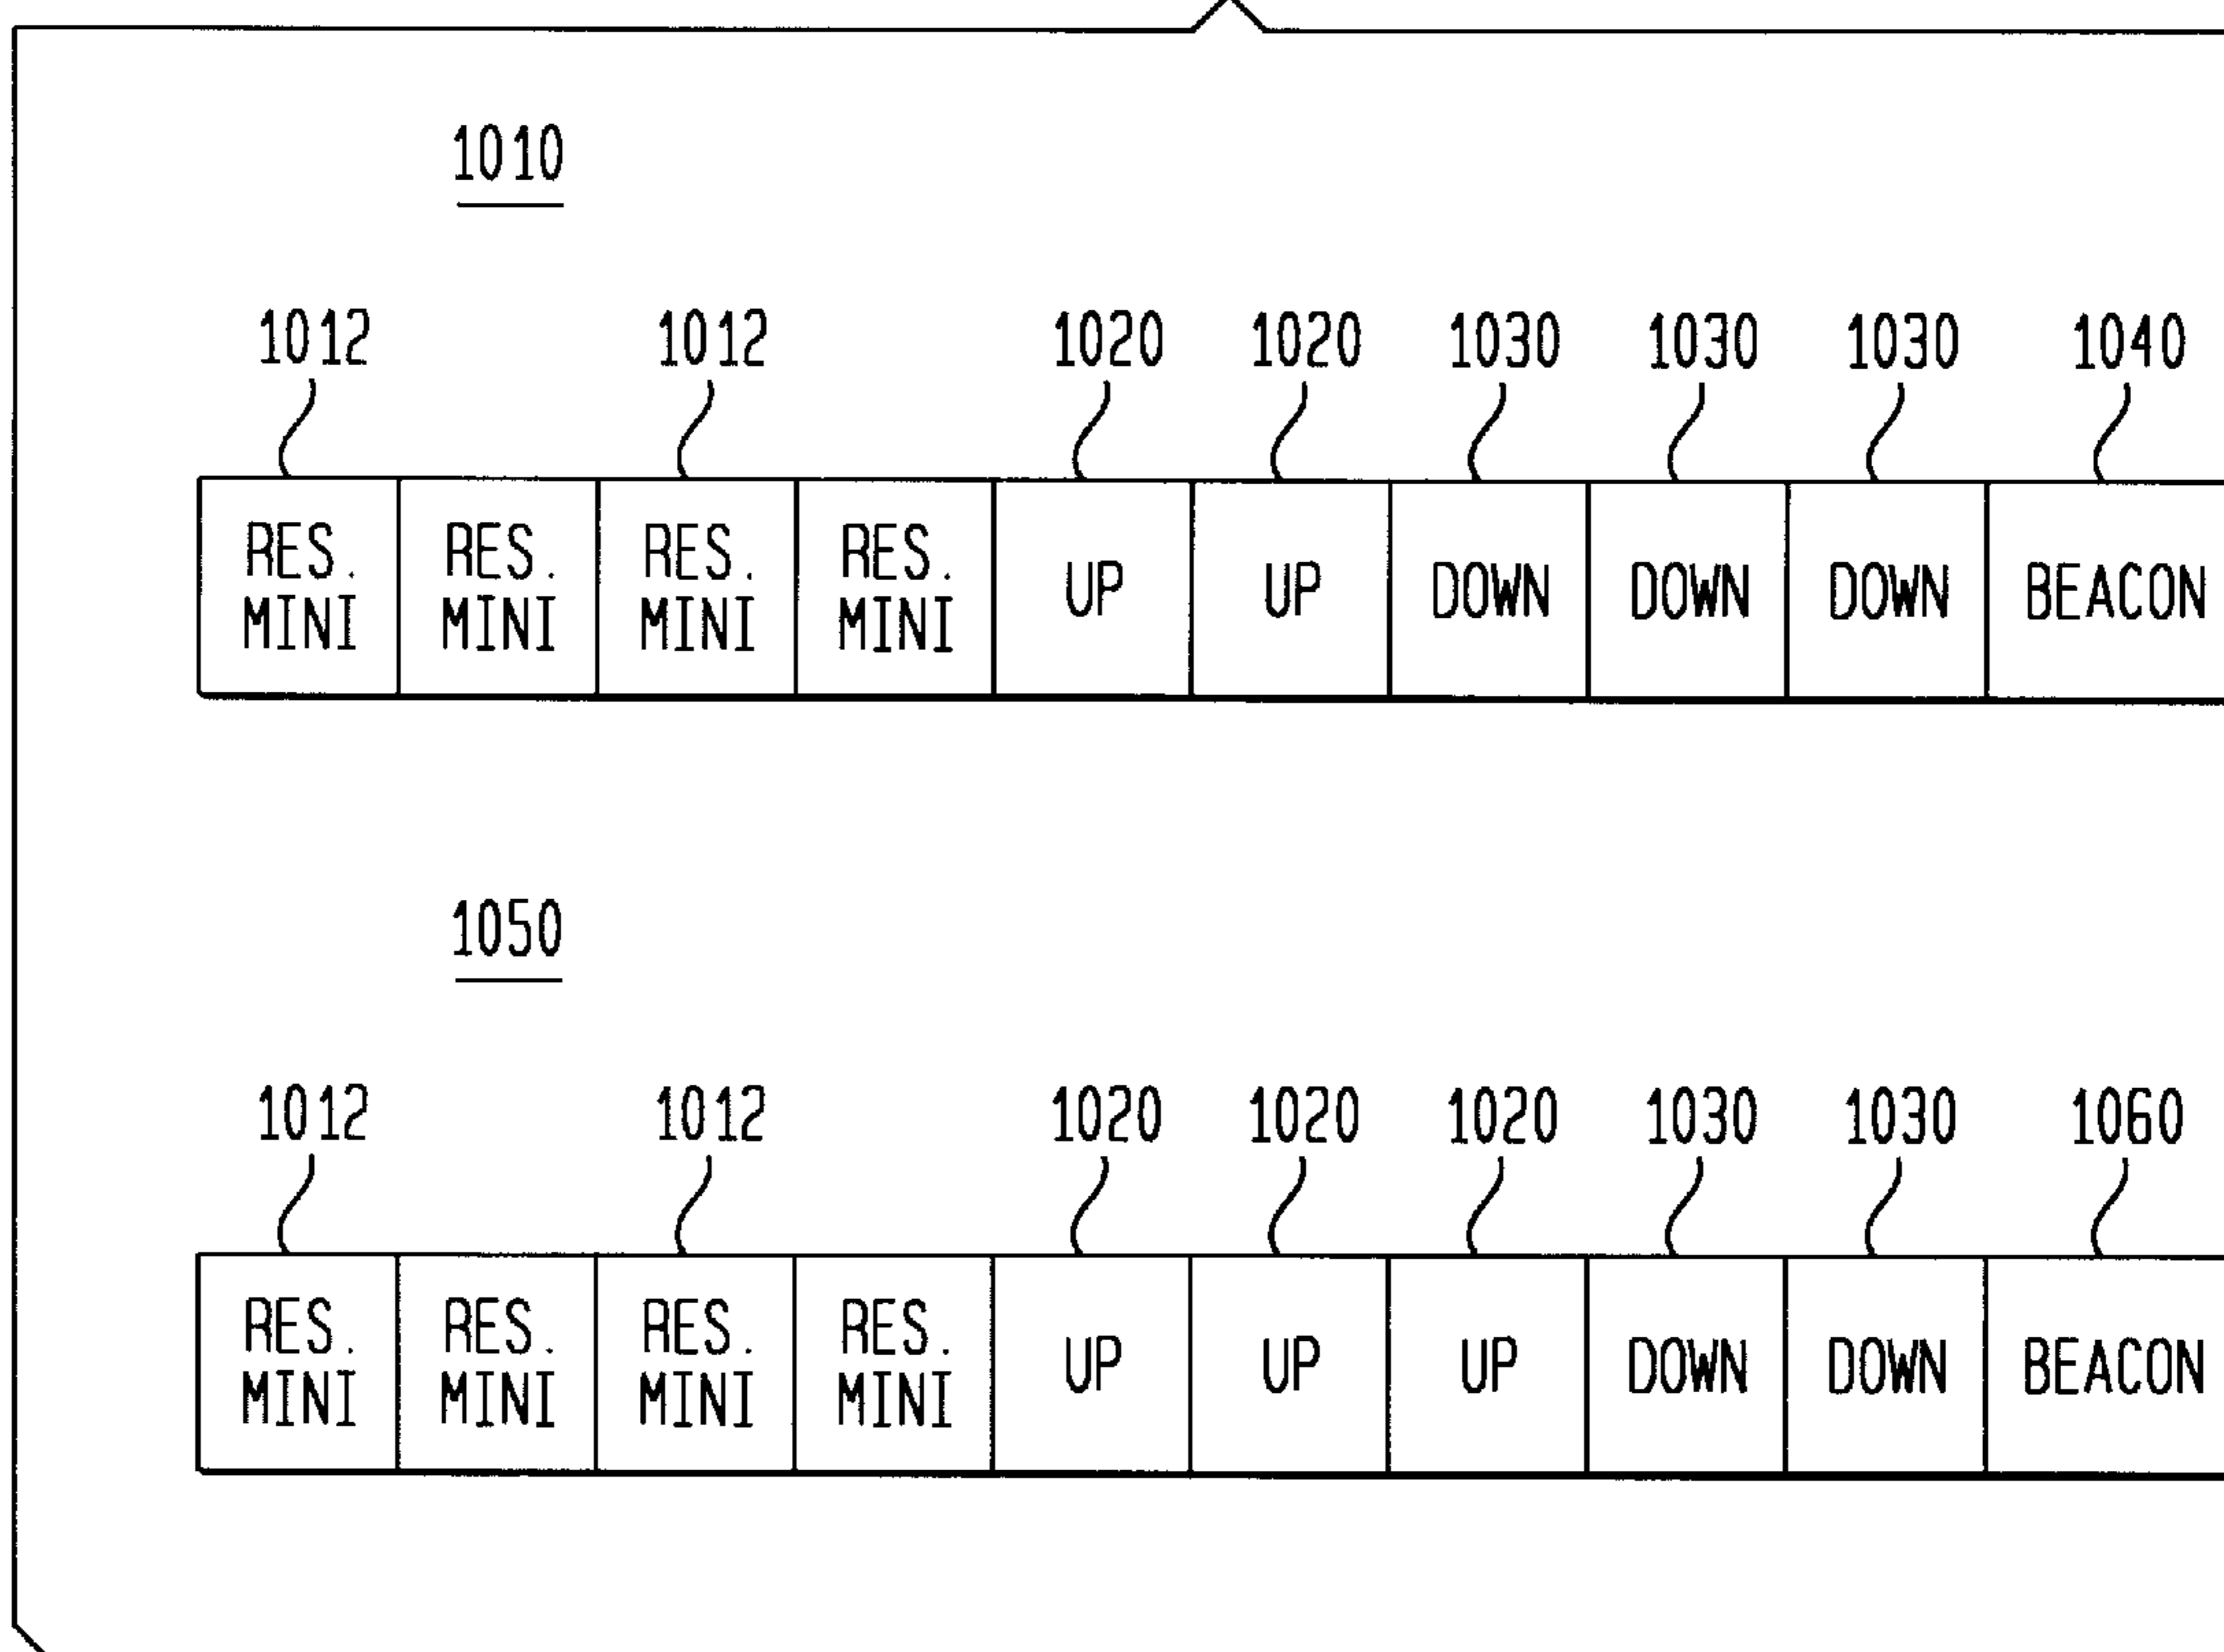 1010
1012 1012 1020 1020 1030 1030 1030 1040
RES. RES. RES. RES. UP UP DOWN DOWN DOWN BEACON
MINI MINI MINI MINI
1050
1012 1012 1020 1020 1020 1030 1030 1060
RES. RES. RES. RES. UP UP UP DOWN DOWN BEACON
MINI MINI MINI MINI